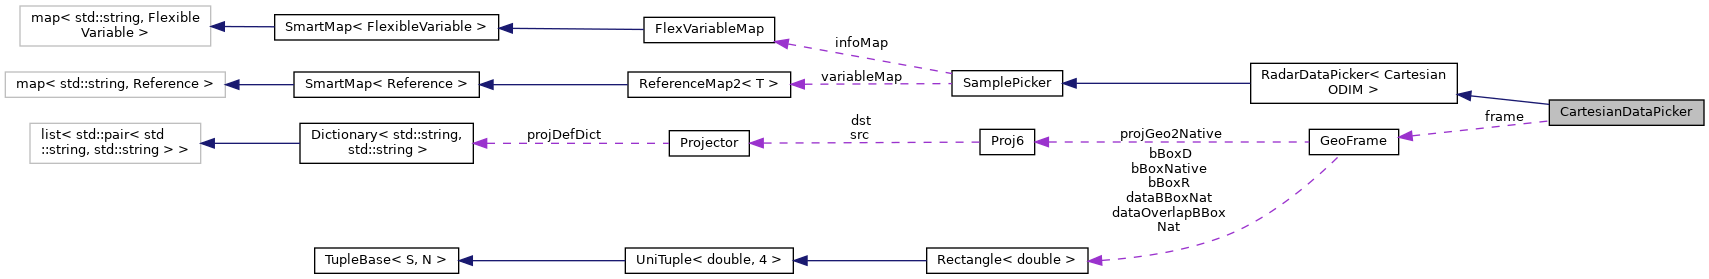 map< std::string, Flexible
Variable >
SmartMap< FlexibleVariable >
FlexVariableMap
infoMap
map< std::string, Reference >
SmartMap< Reference >
ReferenceMap2< T >
variableMap
SamplePicker
RadarDataPicker< Cartesian
ODIM >
CartesianDataPicker
frame
list< std::pair< std
::string, std::string > >
Dictionary< std::string,
std::string >
projDefDict
Projector
dst
src
Proj6
projGeo2Native
GeoFrame
bBoxD
bBoxNative
bBoxR
dataBBoxNat
dataOverlapBBox
Nat
TupleBase< S, N >
UniTuple< double, 4 >
Rectangle< double >